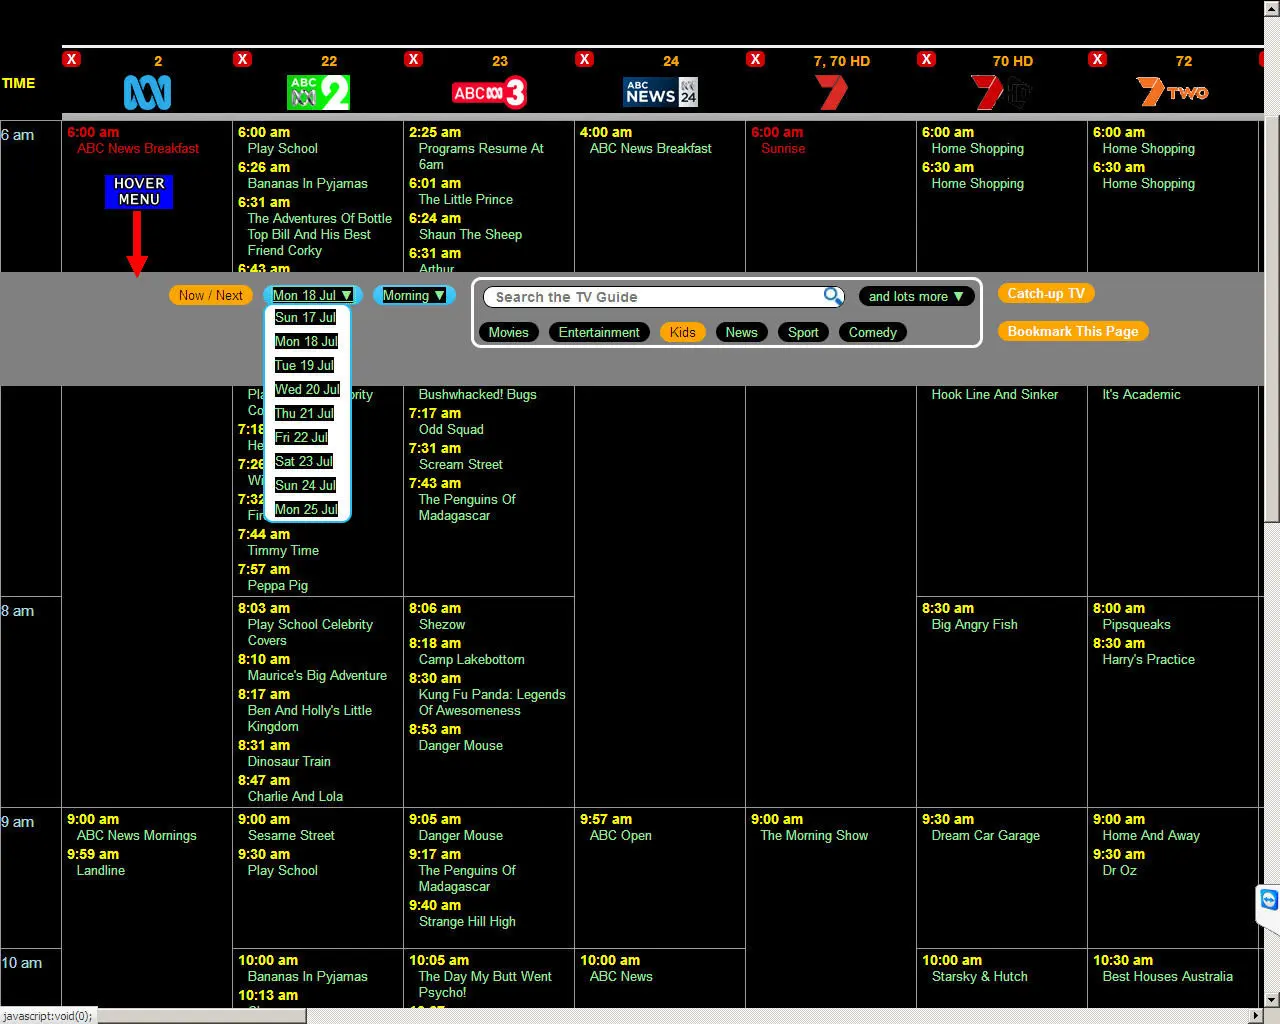 X 2 X 22 X 23 X 24 X 7, 70 HD X 70 HD X 72
TIME
ABC 2
ABC 3
ABC NEWS 24
7
7
7 TWO
6 am
6:00 am
ABC News Breakfast
HOVER
MENU
6:00 am
Play School
6:26 am
Bananas In Pyjamas
6:31 am
The Adventures Of Bottle
Top Bill And His Best
Friend Corky
6:43 am
2:25 am
Programs Resume At
6am
6:01 am
The Little Prince
6:24 am
Shaun The Sheep
6:31 am
Arthur
4:00 am
ABC News Breakfast
6:00 am
Sunrise
6:00 am
Home Shopping
6:30 am
Home Shopping
6:00 am
Home Shopping
6:30 am
Home Shopping
Now / Next
Mon 18 Jul ▼
Morning ▼
Search the TV Guide
and lots more ▼
Catch-up TV
Movies
Entertainment
Kids
News
Sport
Comedy
Bookmark This Page
Sun 17 Jul
Mon 18 Jul
Tue 19 Jul
Wed 20 Jul
Thu 21 Jul
Fri 22 Jul
Sat 23 Jul
Sun 24 Jul
Mon 25 Jul
7:44 am
Timmy Time
7:57 am
Peppa Pig
Bushwhacked! Bugs
7:17 am
Odd Squad
7:31 am
Scream Street
7:43 am
The Penguins Of
Madagascar
Hook Line And Sinker
It's Academic
8 am
8:03 am
Play School Celebrity
Covers
8:10 am
Maurice's Big Adventure
8:17 am
Ben And Holly's Little
Kingdom
8:31 am
Dinosaur Train
8:47 am
Charlie And Lola
8:06 am
Shezow
8:18 am
Camp Lakebottom
8:30 am
Kung Fu Panda: Legends
Of Awesomeness
8:53 am
Danger Mouse
8:30 am
Big Angry Fish
8:00 am
Pipsqueaks
8:30 am
Harry's Practice
9 am
9:00 am
ABC News Mornings
9:59 am
Landline
9:00 am
Sesame Street
9:30 am
Play School
9:05 am
Danger Mouse
9:17 am
The Penguins Of
Madagascar
9:40 am
Strange Hill High
9:57 am
ABC Open
9:00 am
The Morning Show
9:30 am
Dream Car Garage
9:00 am
Home And Away
9:30 am
Dr Oz
10 am
10:00 am
Bananas In Pyjamas
10:13 am
10:05 am
The Day My Butt Went
Psycho!
10:00 am
ABC News
10:00 am
Starsky & Hutch
10:30 am
Best Houses Australia
javascript:void(0);